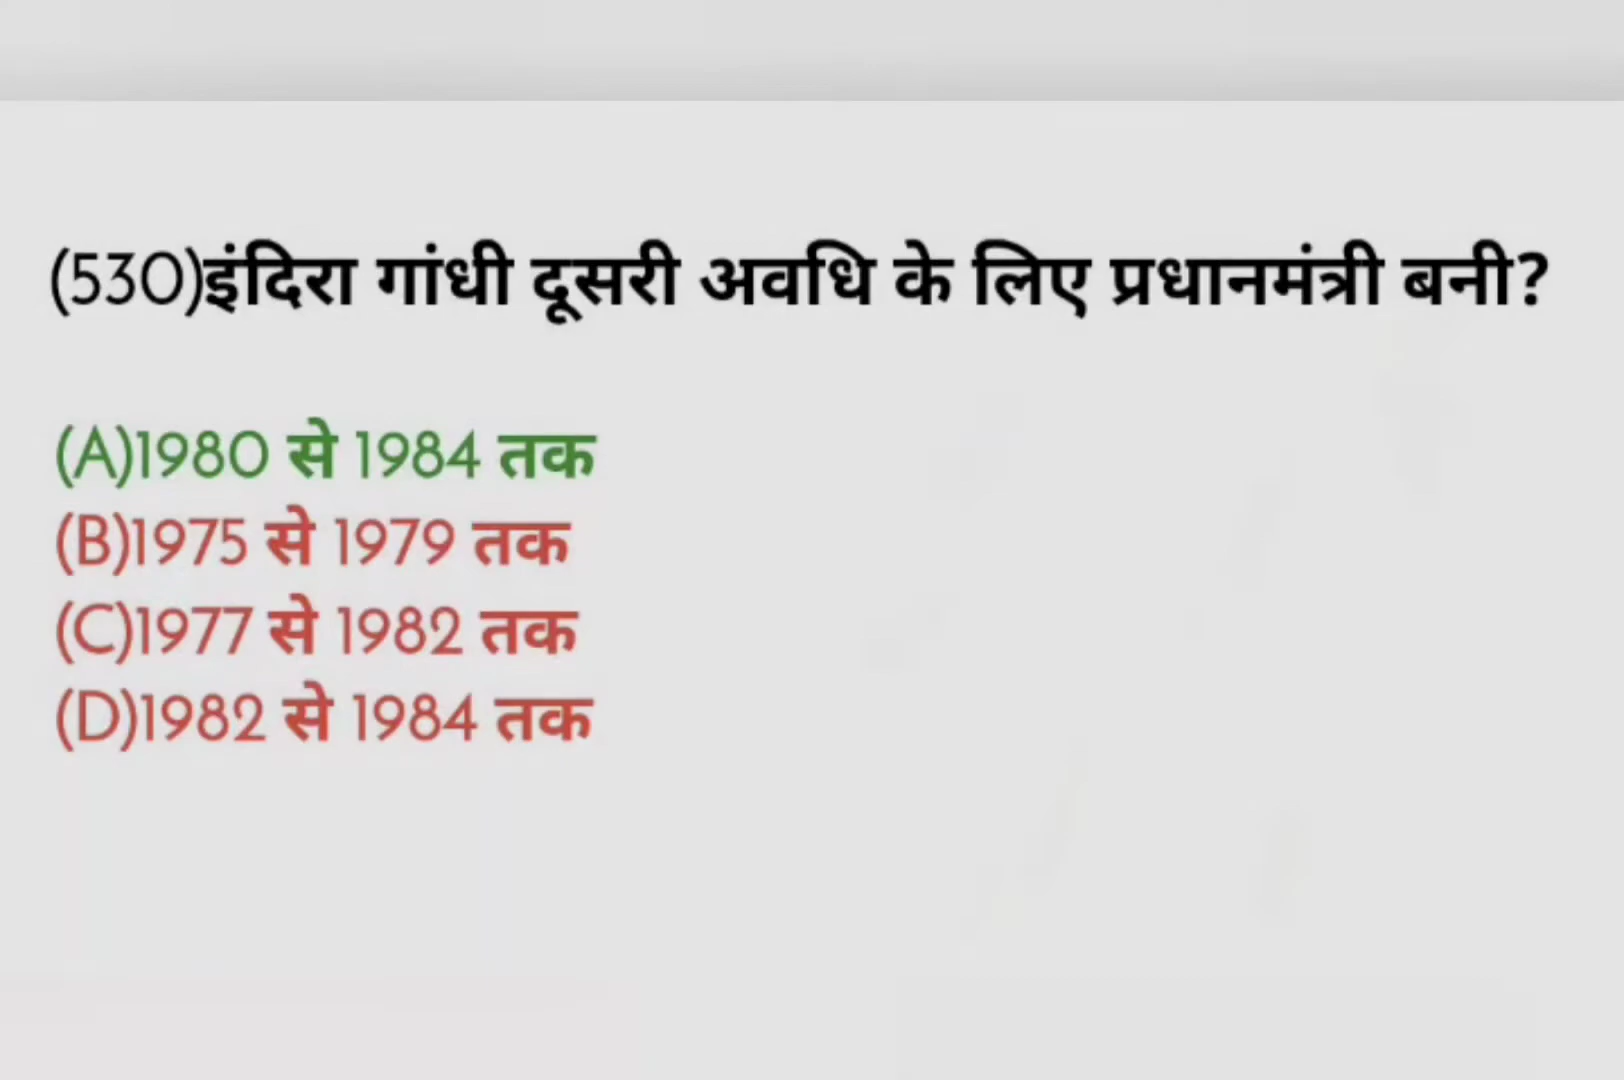 (530)इंदिरा गांधी दूसरी अवधि के लिए प्रधानमंत्री बनी?
(A)1980 से 1984 तक
(B)1975 से 1979 तक
(C)1977 से 1982 तक
(D)1982 से 1984 तक